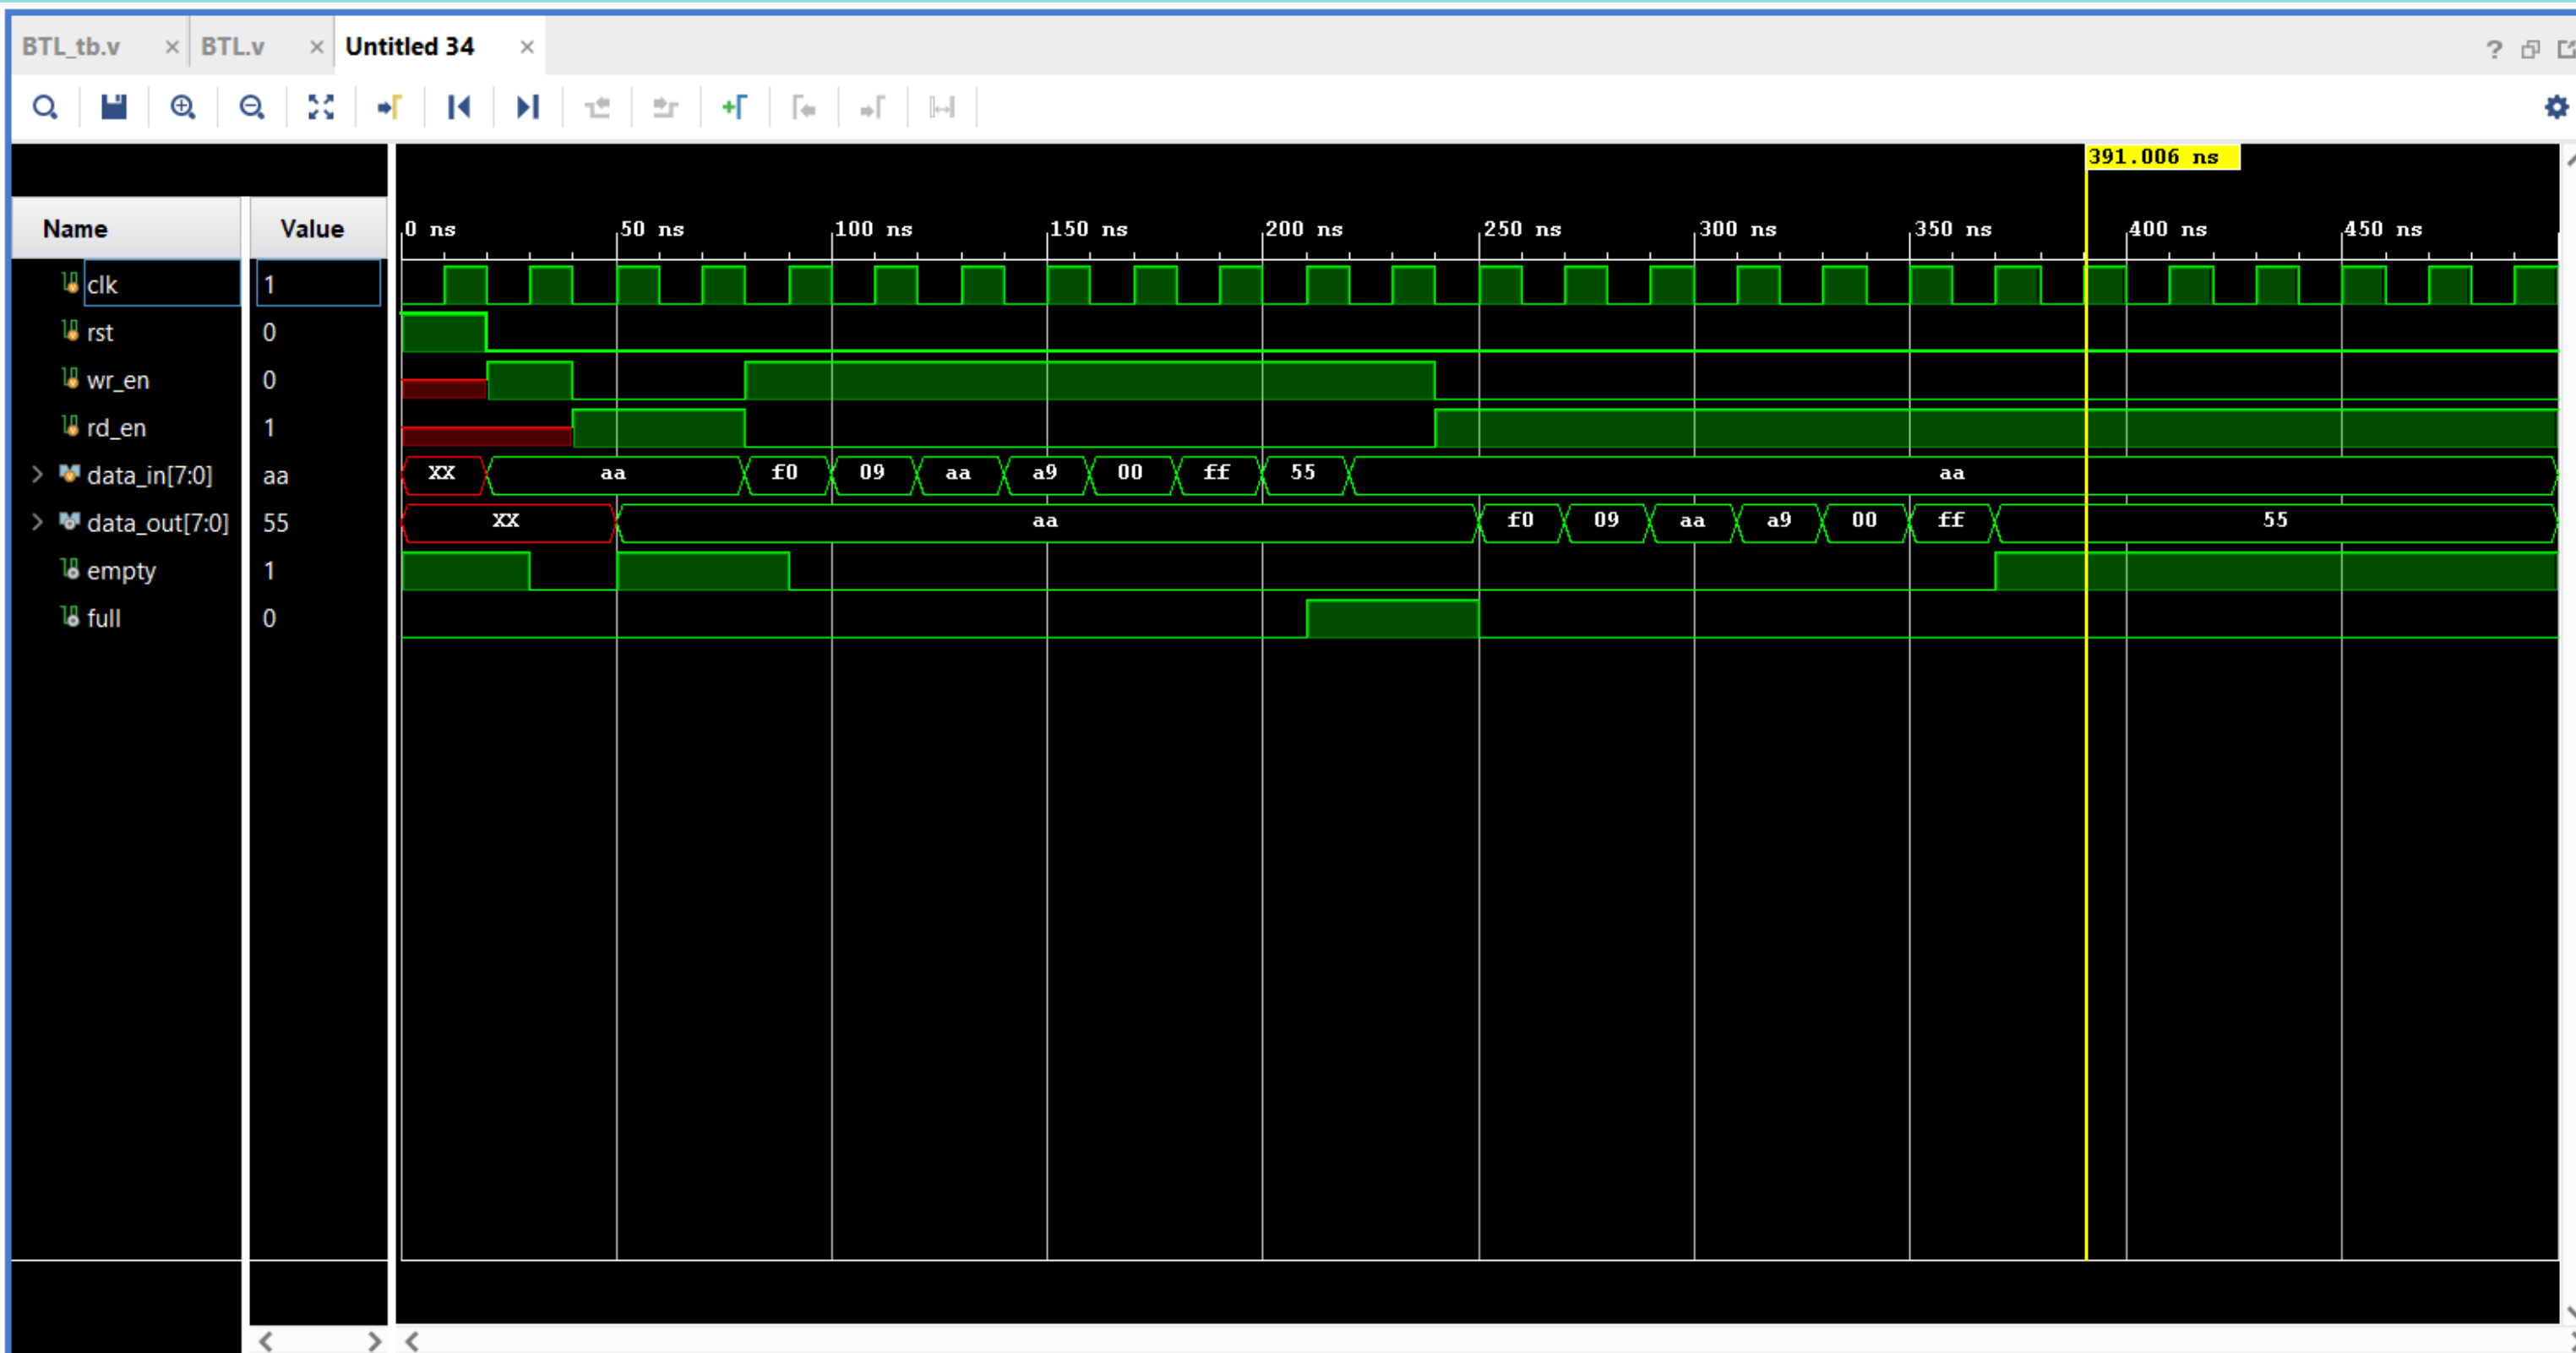 BTL_tb.v × BTL.v × Untitled 34 × ?
391.006 ns
Name Value 0 ns 50 ns 100 ns 150 ns 200 ns 250 ns 300 ns 350 ns 400 ns 450 ns
clk 1
rst 0
wr_en 0
rd_en 1
data_in[7:0] aa XX aa f0 09 aa a9 00 ff 55 aa
data_out[7:0] 55 XX aa f0 09 aa a9 00 ff 55
empty 1
full 0